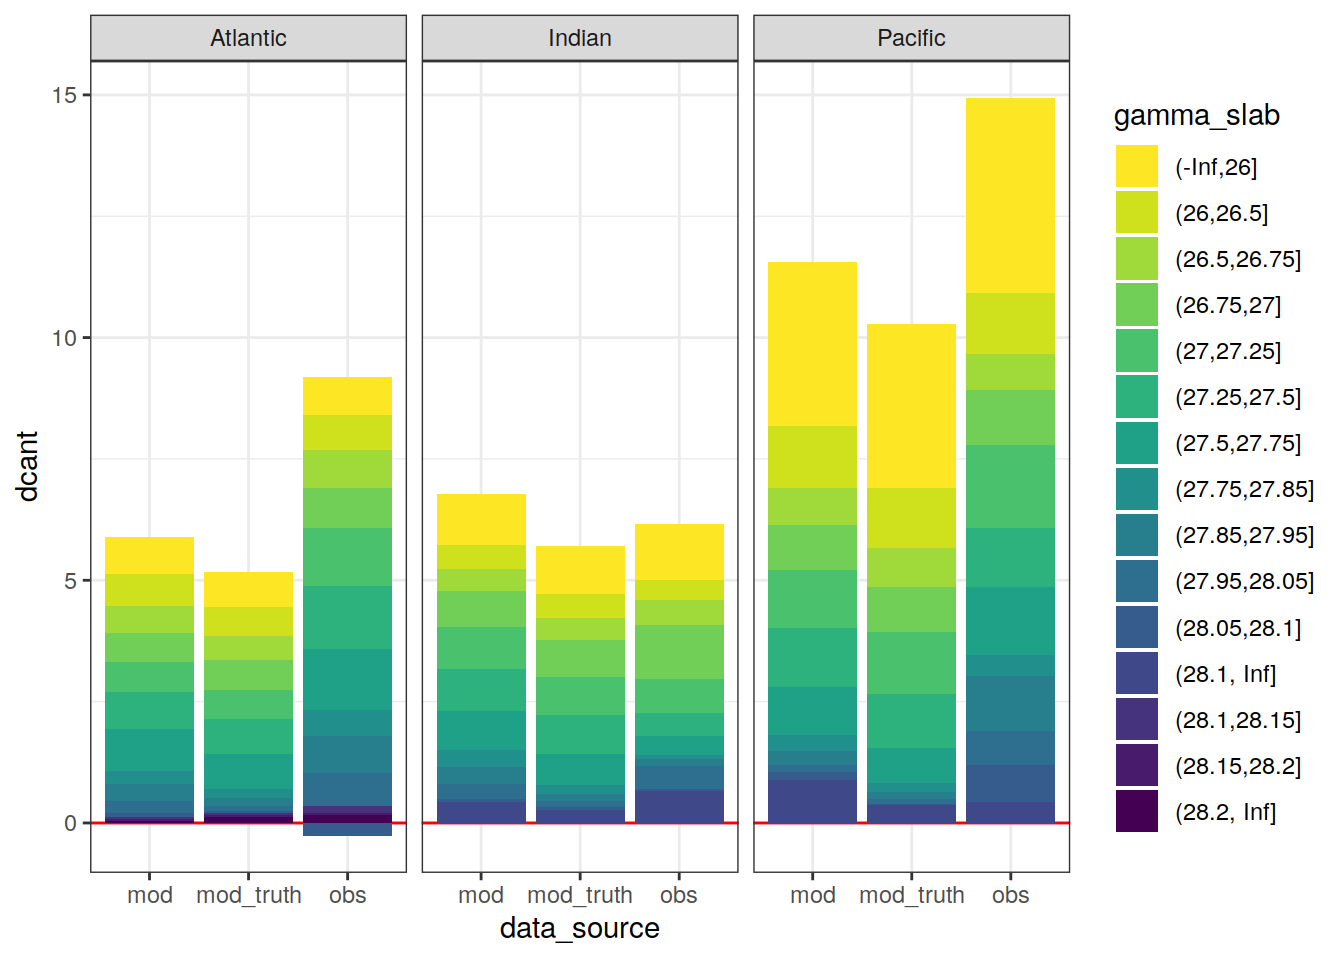 Atlantic Indian Pacific
15
10
5
0
dcant
mod mod_truth obs mod mod_truth obs mod mod_truth obs
data_source
gamma_slab
(-Inf,26]
(26,26.5]
(26.5,26.75]
(26.75,27]
(27,27.25]
(27.25,27.5]
(27.5,27.75]
(27.75,27.85]
(27.85,27.95]
(27.95,28.05]
(28.05,28.1]
(28.1, Inf]
(28.1,28.15]
(28.15,28.2]
(28.2, Inf]